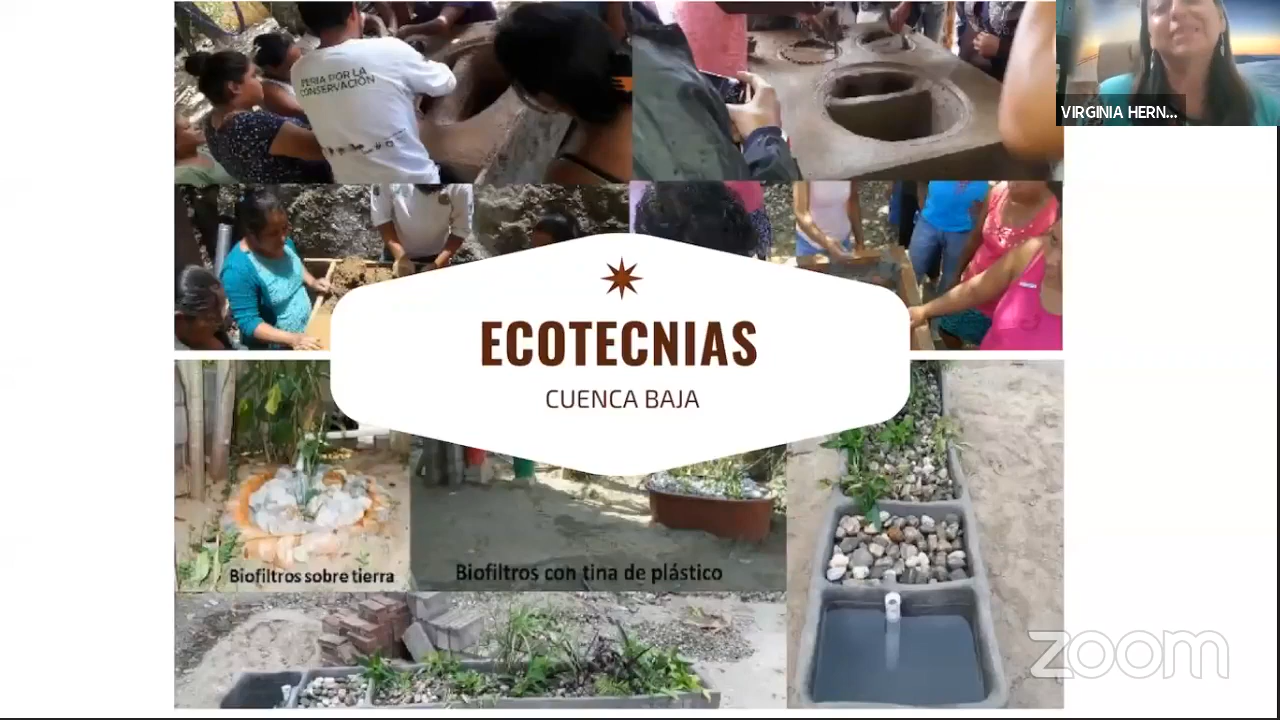 FERIA POR LA
CONSERVACIÓN
VIRGINIA HERN...
ECOTECNIAS
CUENCA BAJA
Biofiltros sobre tierra
Biofiltros con tina de plástico
zoom